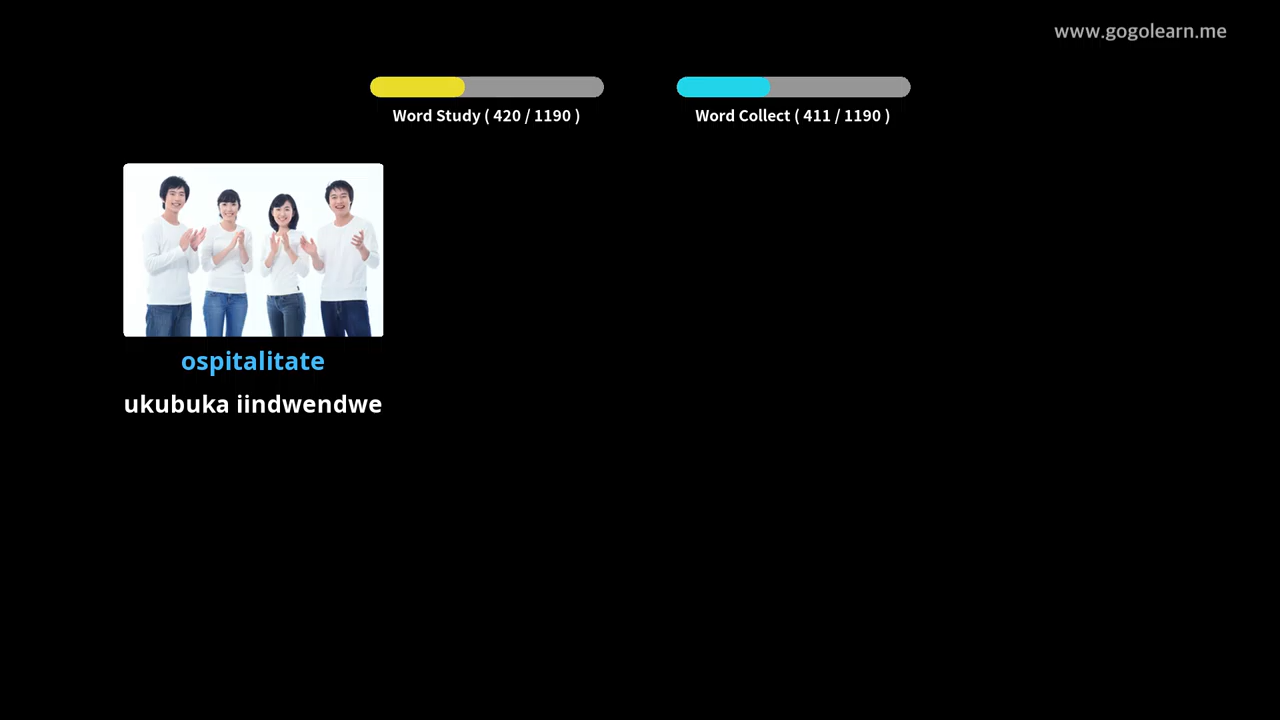 www.gogolearn.me
Word Study ( 420 / 1190 )
Word Collect ( 411 / 1190 )
ospitalitate
ukubuka iindwendwe